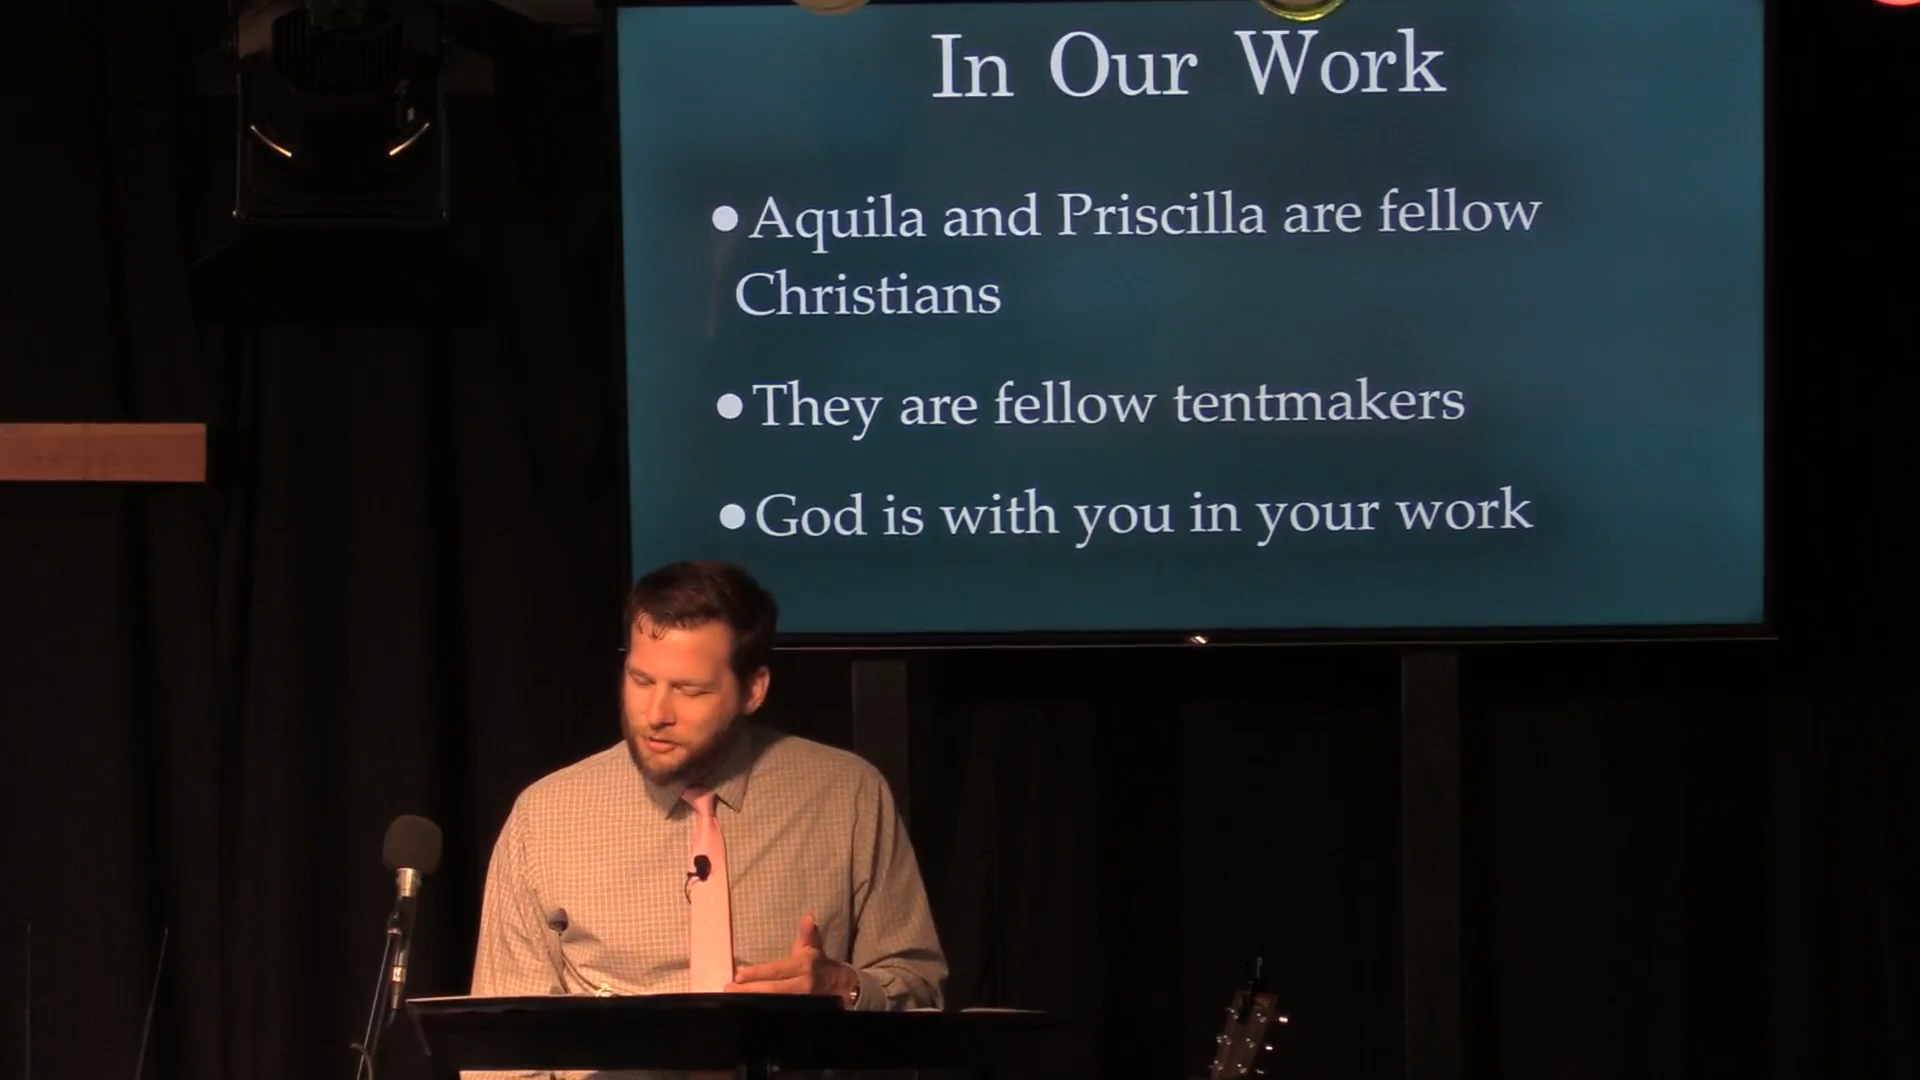 In Our Work
•Aquila and Priscilla are fellow
Christians
•They are fellow tentmakers
•God is with you in your work